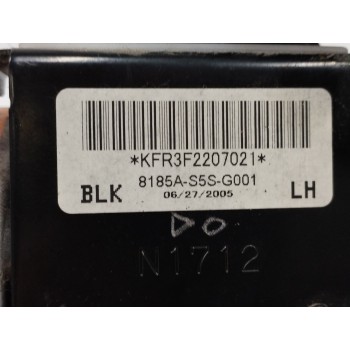 *KFR3F2207021*
8185A-S5S-G001
BLK 06/27/2005 LH
DO
N1712